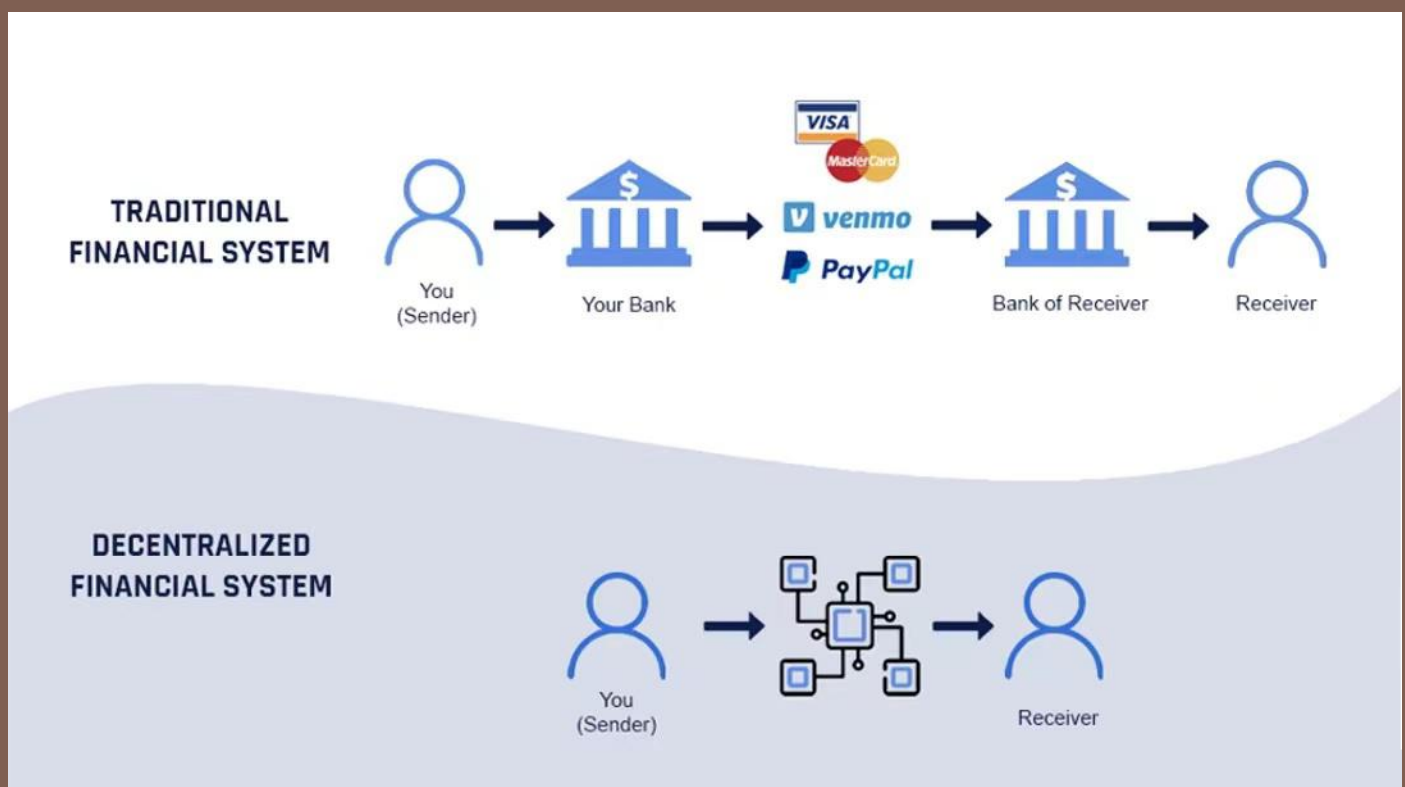 TRADITIONAL
FINANCIAL SYSTEM
You
(Sender)
$
Your Bank
VISA
MasterCard
venmo
PayPal
$
Bank of Receiver
Receiver
DECENTRALIZED
FINANCIAL SYSTEM
You
(Sender)
Receiver